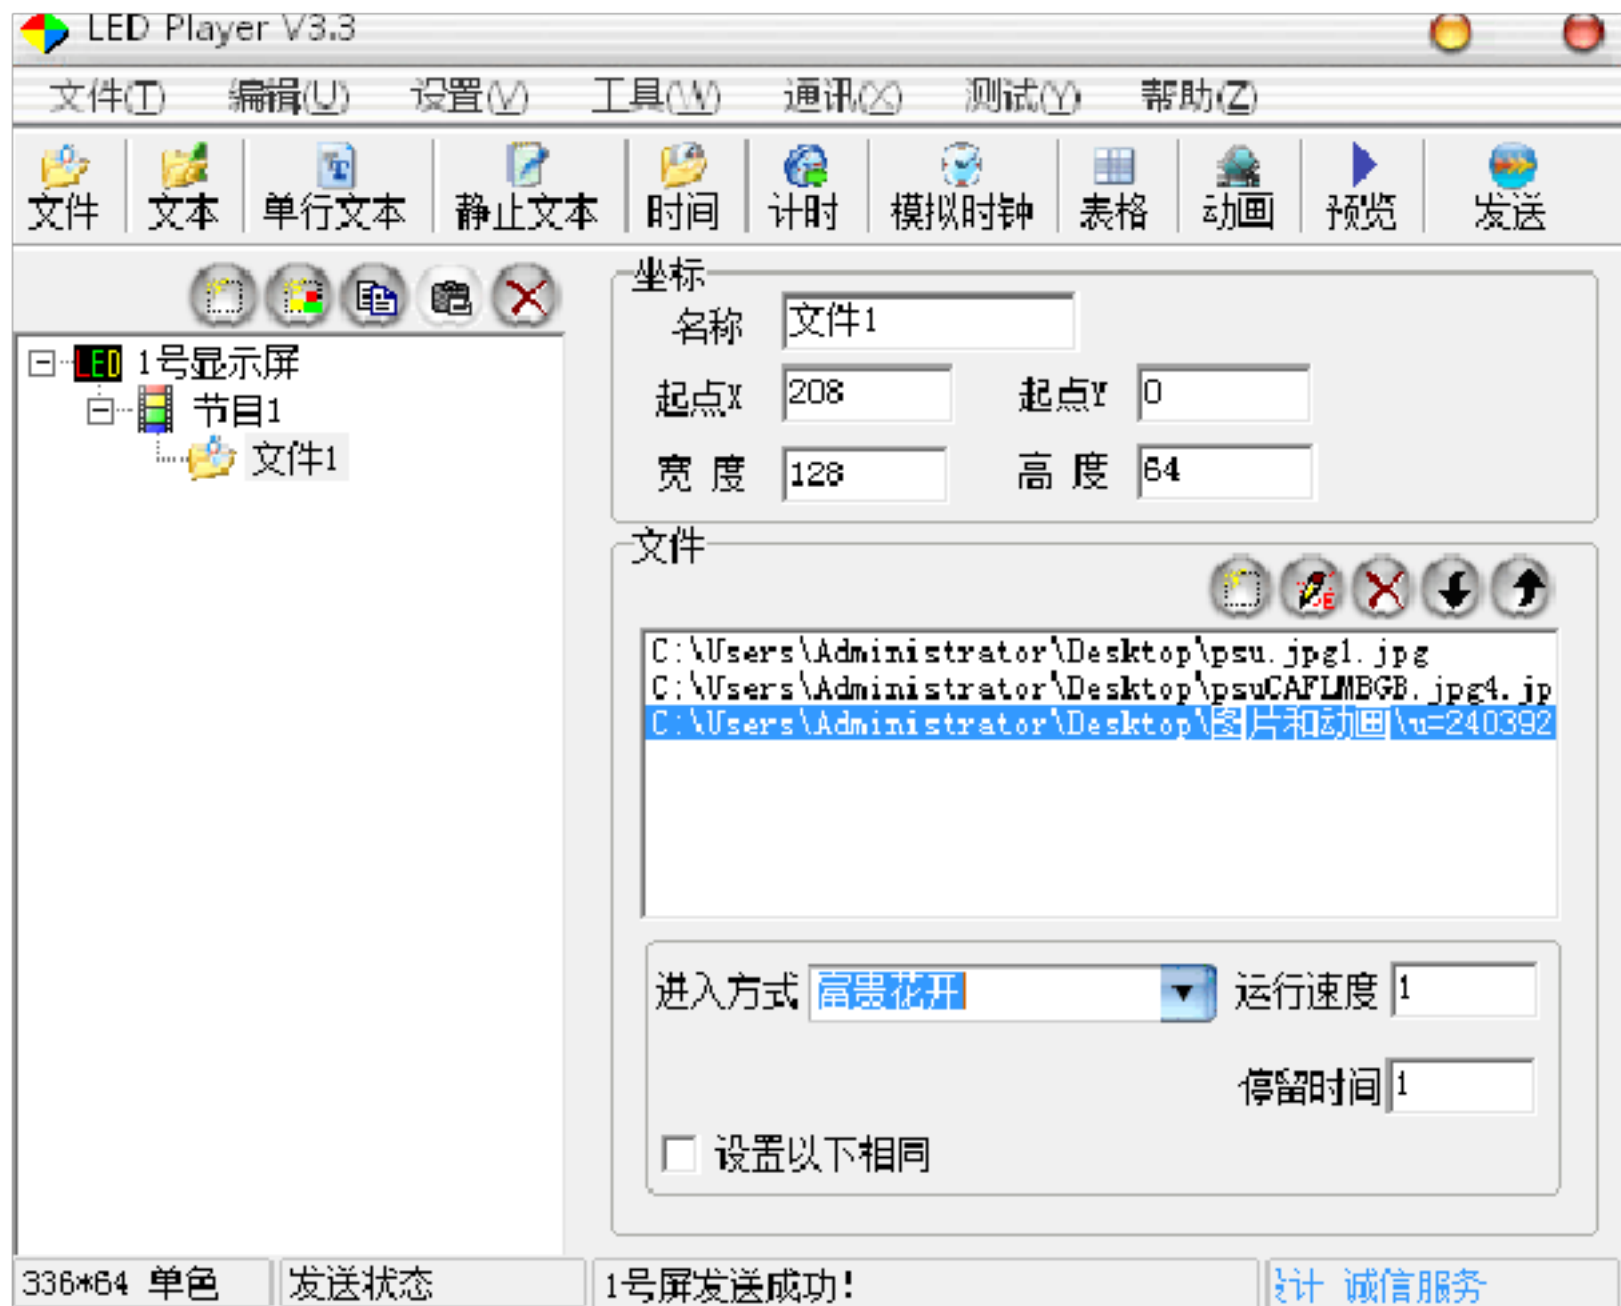 LED Player V3.3
文件(T) 编辑(U) 设置(V) 工具(W) 通讯(X) 测试(Y) 帮助(Z)
文件 文本 单行文本 静止文本 时间 计时 模拟时钟 表格 动画 预览 发送
坐标
名称 文件1
起点X 208 起点Y 0
宽 度 128 高 度 64
LED 1号显示屏
节目1
文件1
文件
C:\Users\Administrator\Desktop\psu.jpg1.jpg
C:\Users\Administrator\Desktop\psuCAFLMBGB.jpg4.jp
C:\Users\Administrator\Desktop\图片和动画\u=240392
进入方式 富贵花开 运行速度 1
停留时间 1
设置以下相同
336*64 单色 发送状态 1号屏发送成功! 计 诚信服务